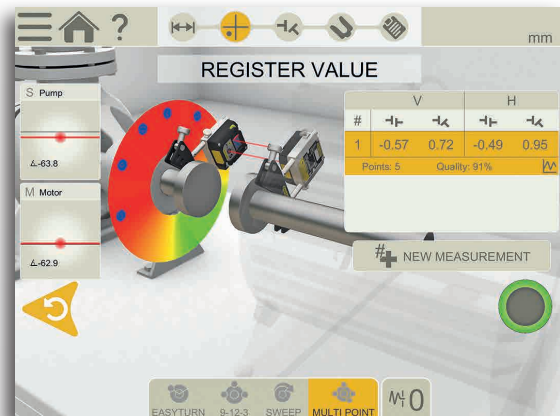 ?
mm
REGISTER VALUE
S Pump
∠-63.8
M Motor
∠-62.9
V H
#
1 -0.57 0.72 -0.49 0.95
Points: 5 Quality: 91%
# NEW MEASUREMENT
EASYTURN 9-12-3 SWEEP MULTI POINT
0